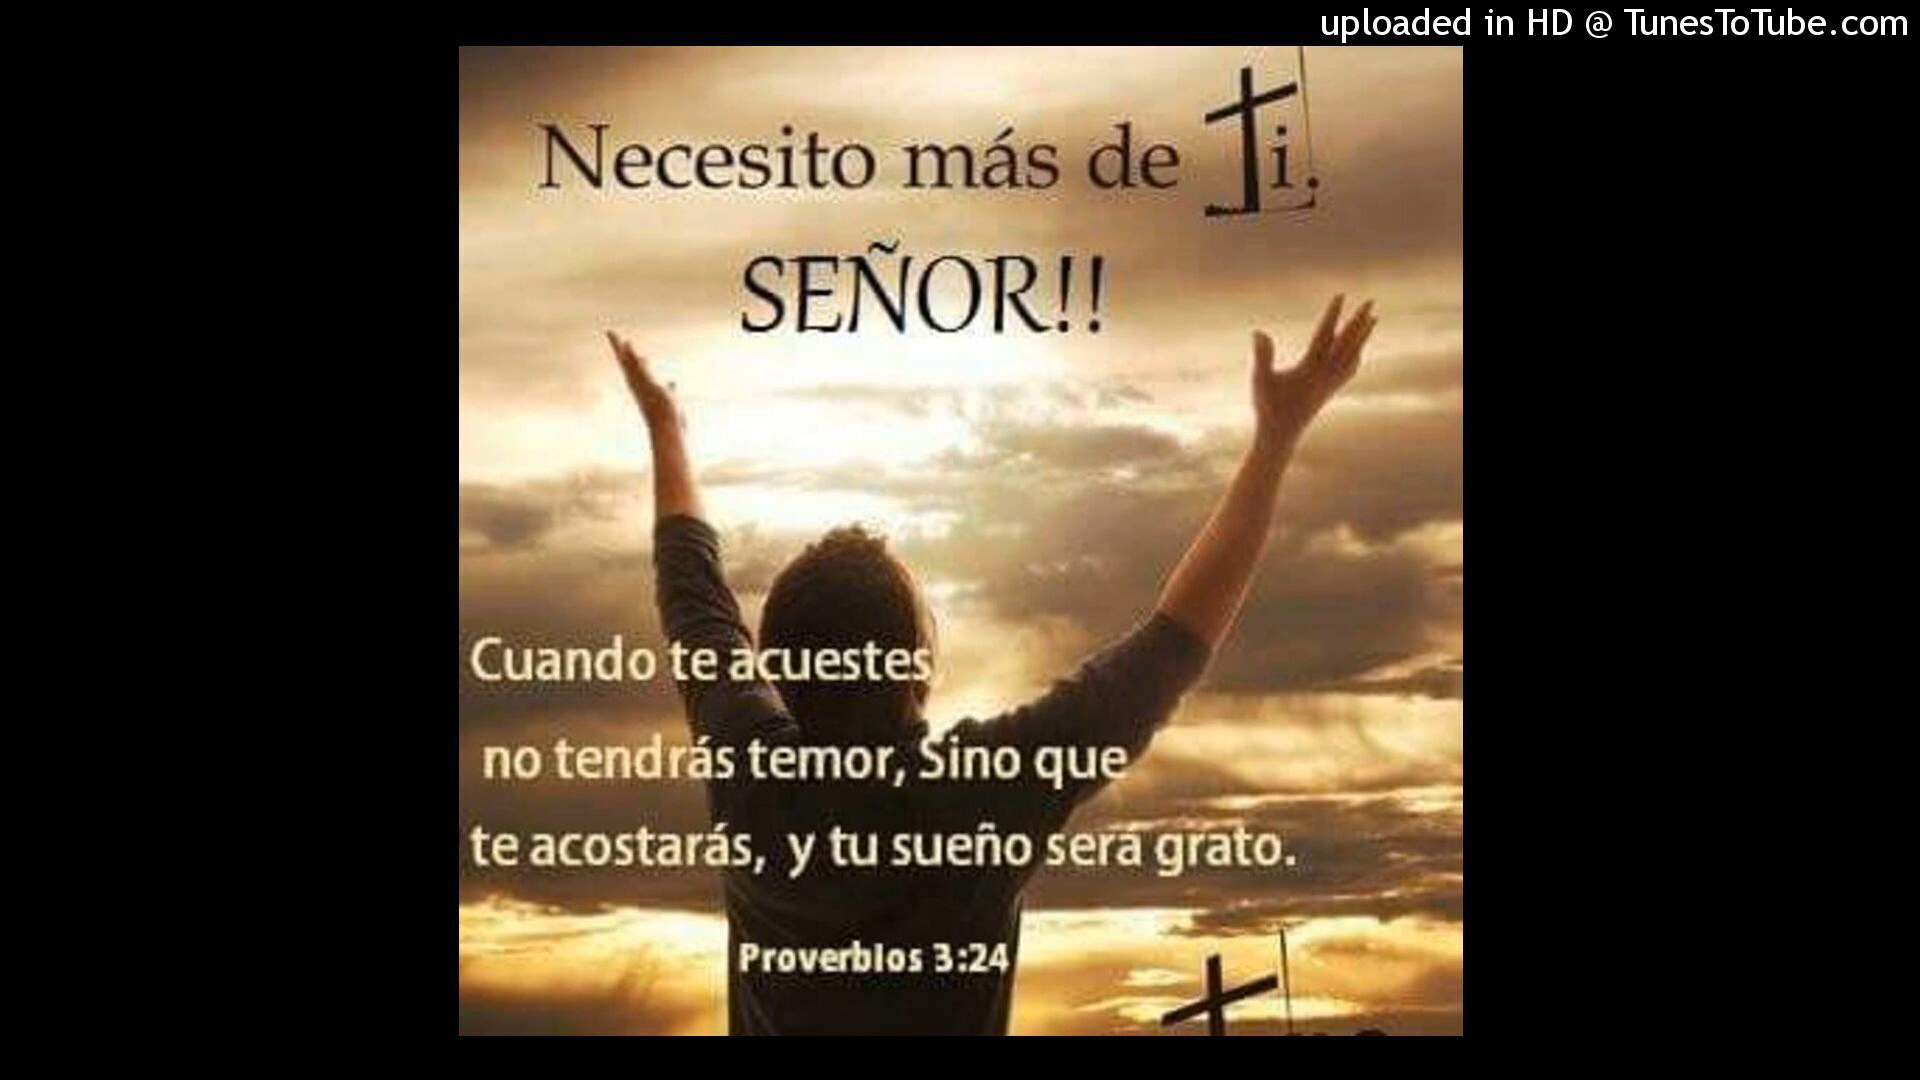 uploaded in HD @ TunesToTube.com
Necesito más de Ti.
SEÑOR!!
Cuando te acuestes
no tendrás temor, Sino que
te acostarás, y tu sueño será grato.
Proverbios 3:24